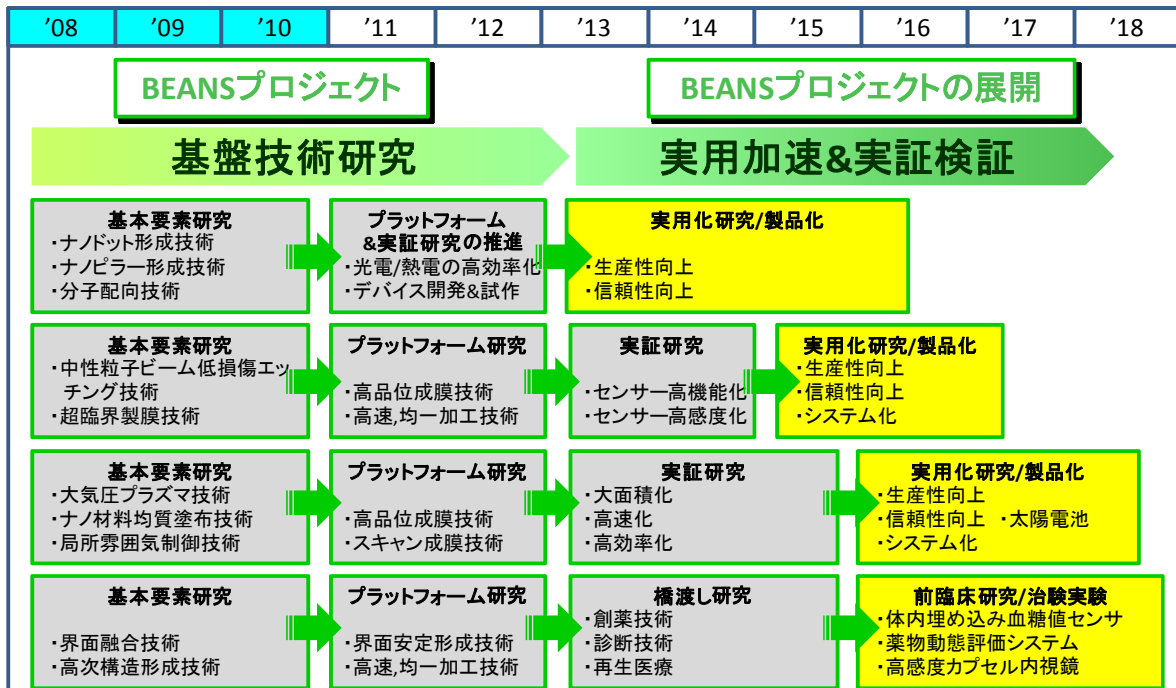 ’08 ’09 ’10 ’11 ’12 ’13 ’14 ’15 ’16 ’17 ’18
BEANSプロジェクト
BEANSプロジェクトの展開
基盤技術研究
実用加速&実証検証
基本要素研究
・ナノドット形成技術
・ナノピラー形成技術
・分子配向技術
プラットフォーム
&実証研究の推進
・光電/熱電の高効率化
・デバイス開発&試作
実用化研究/製品化
・生産性向上
・信頼性向上
基本要素研究
・中性粒子ビーム低損傷エッ
チング技術
・超臨界製膜技術
プラットフォーム研究
・高品位成膜技術
・高速,均一加工技術
実証研究
・センサー高機能化
・センサー高感度化
実用化研究/製品化
・生産性向上
・信頼性向上
・システム化
基本要素研究
・大気圧プラズマ技術
・ナノ材料均質塗布技術
・局所雰囲気制御技術
プラットフォーム研究
・高品位成膜技術
・スキャン成膜技術
実証研究
・大面積化
・高速化
・高効率化
実用化研究/製品化
・生産性向上
・信頼性向上 ・太陽電池
・システム化
基本要素研究
・界面融合技術
・高次構造形成技術
プラットフォーム研究
・界面安定形成技術
・高速,均一加工技術
橋渡し研究
・創薬技術
・診断技術
・再生医療
前臨床研究/治験実験
・体内埋め込み血糖値センサ
・薬物動態評価システム
・高感度カプセル内視鏡